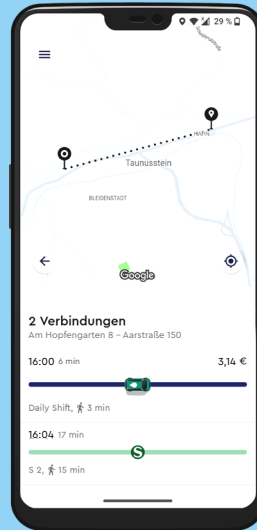 29 %
HAHN
Taunusstein
BLEIDENSTADT
Google
2 Verbindungen
Am Hopfengarten 8 – Aarstraße 150
16:00 6 min 3,14 €
Daily Shift, 3 min
16:04 17 min
S
S 2, 15 min